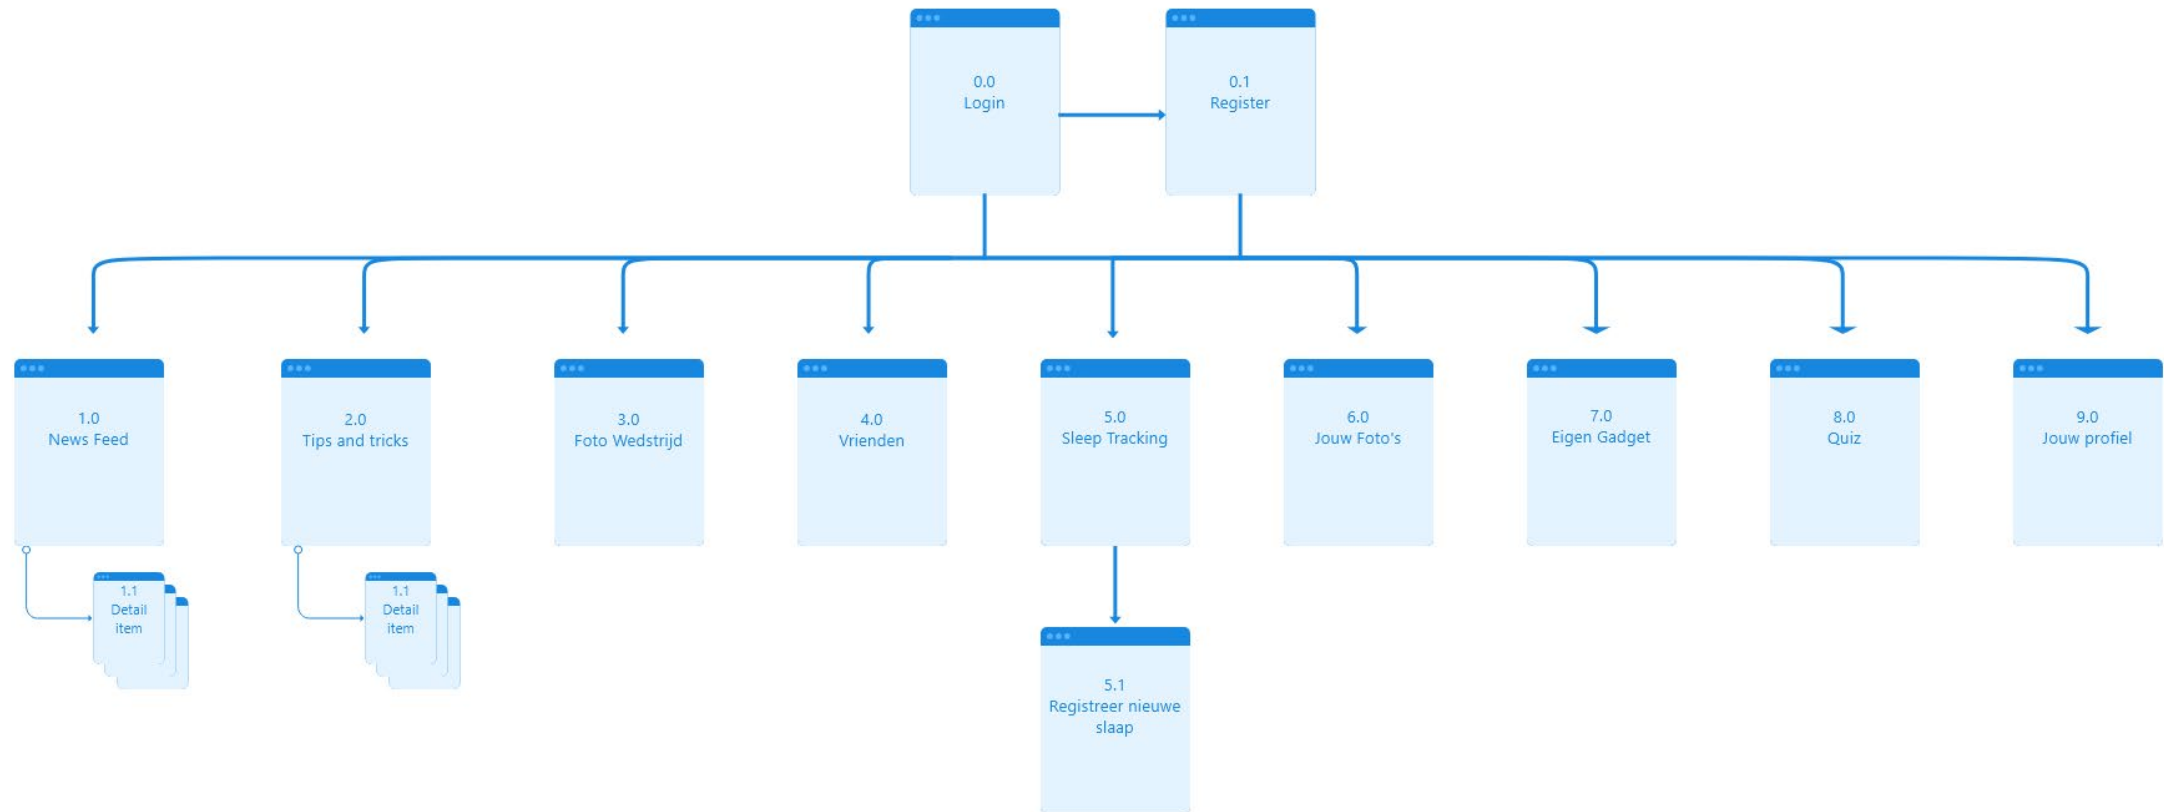 0.0
Login
0.1
Register
1.0
News Feed
2.0
Tips and tricks
3.0
Foto Wedstrijd
4.0
Vrienden
5.0
Sleep Tracking
6.0
Jouw Foto's
7.0
Eigen Gadget
8.0
Quiz
9.0
Jouw profiel
1.1
Detail
item
1.1
Detail
item
5.1
Registreer nieuwe
slaap